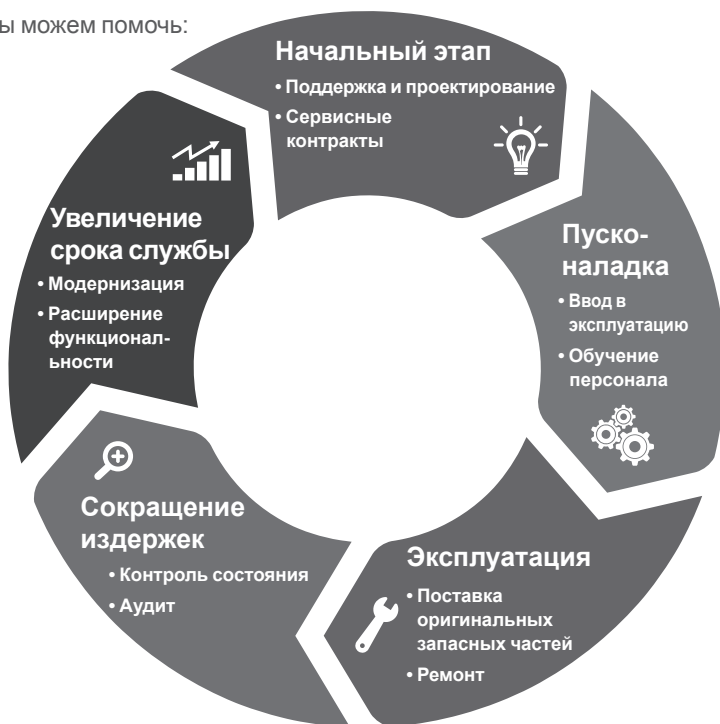 ы можем помочь:
Начальный этап
• Поддержка и проектирование
• Сервисные
контракты
Пуско-
наладка
• Ввод в
эксплуатацию
• Обучение
персонала
Эксплуатация
• Поставка
оригинальных
запасных частей
• Ремонт
Сокращение
издержек
• Контроль состояния
• Аудит
Увеличение
срока службы
• Модернизация
• Расширение
функционал-
ьности